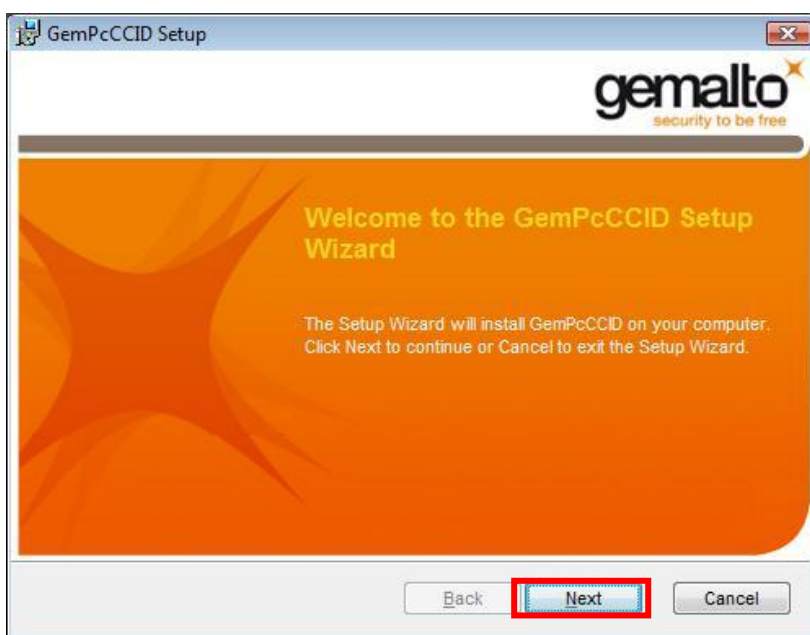 GemPcCCID Setup
gemalto
security to be free
Welcome to the GemPcCCID Setup
Wizard
The Setup Wizard will install GemPcCCID on your computer.
Click Next to continue or Cancel to exit the Setup Wizard.
Back Next Cancel